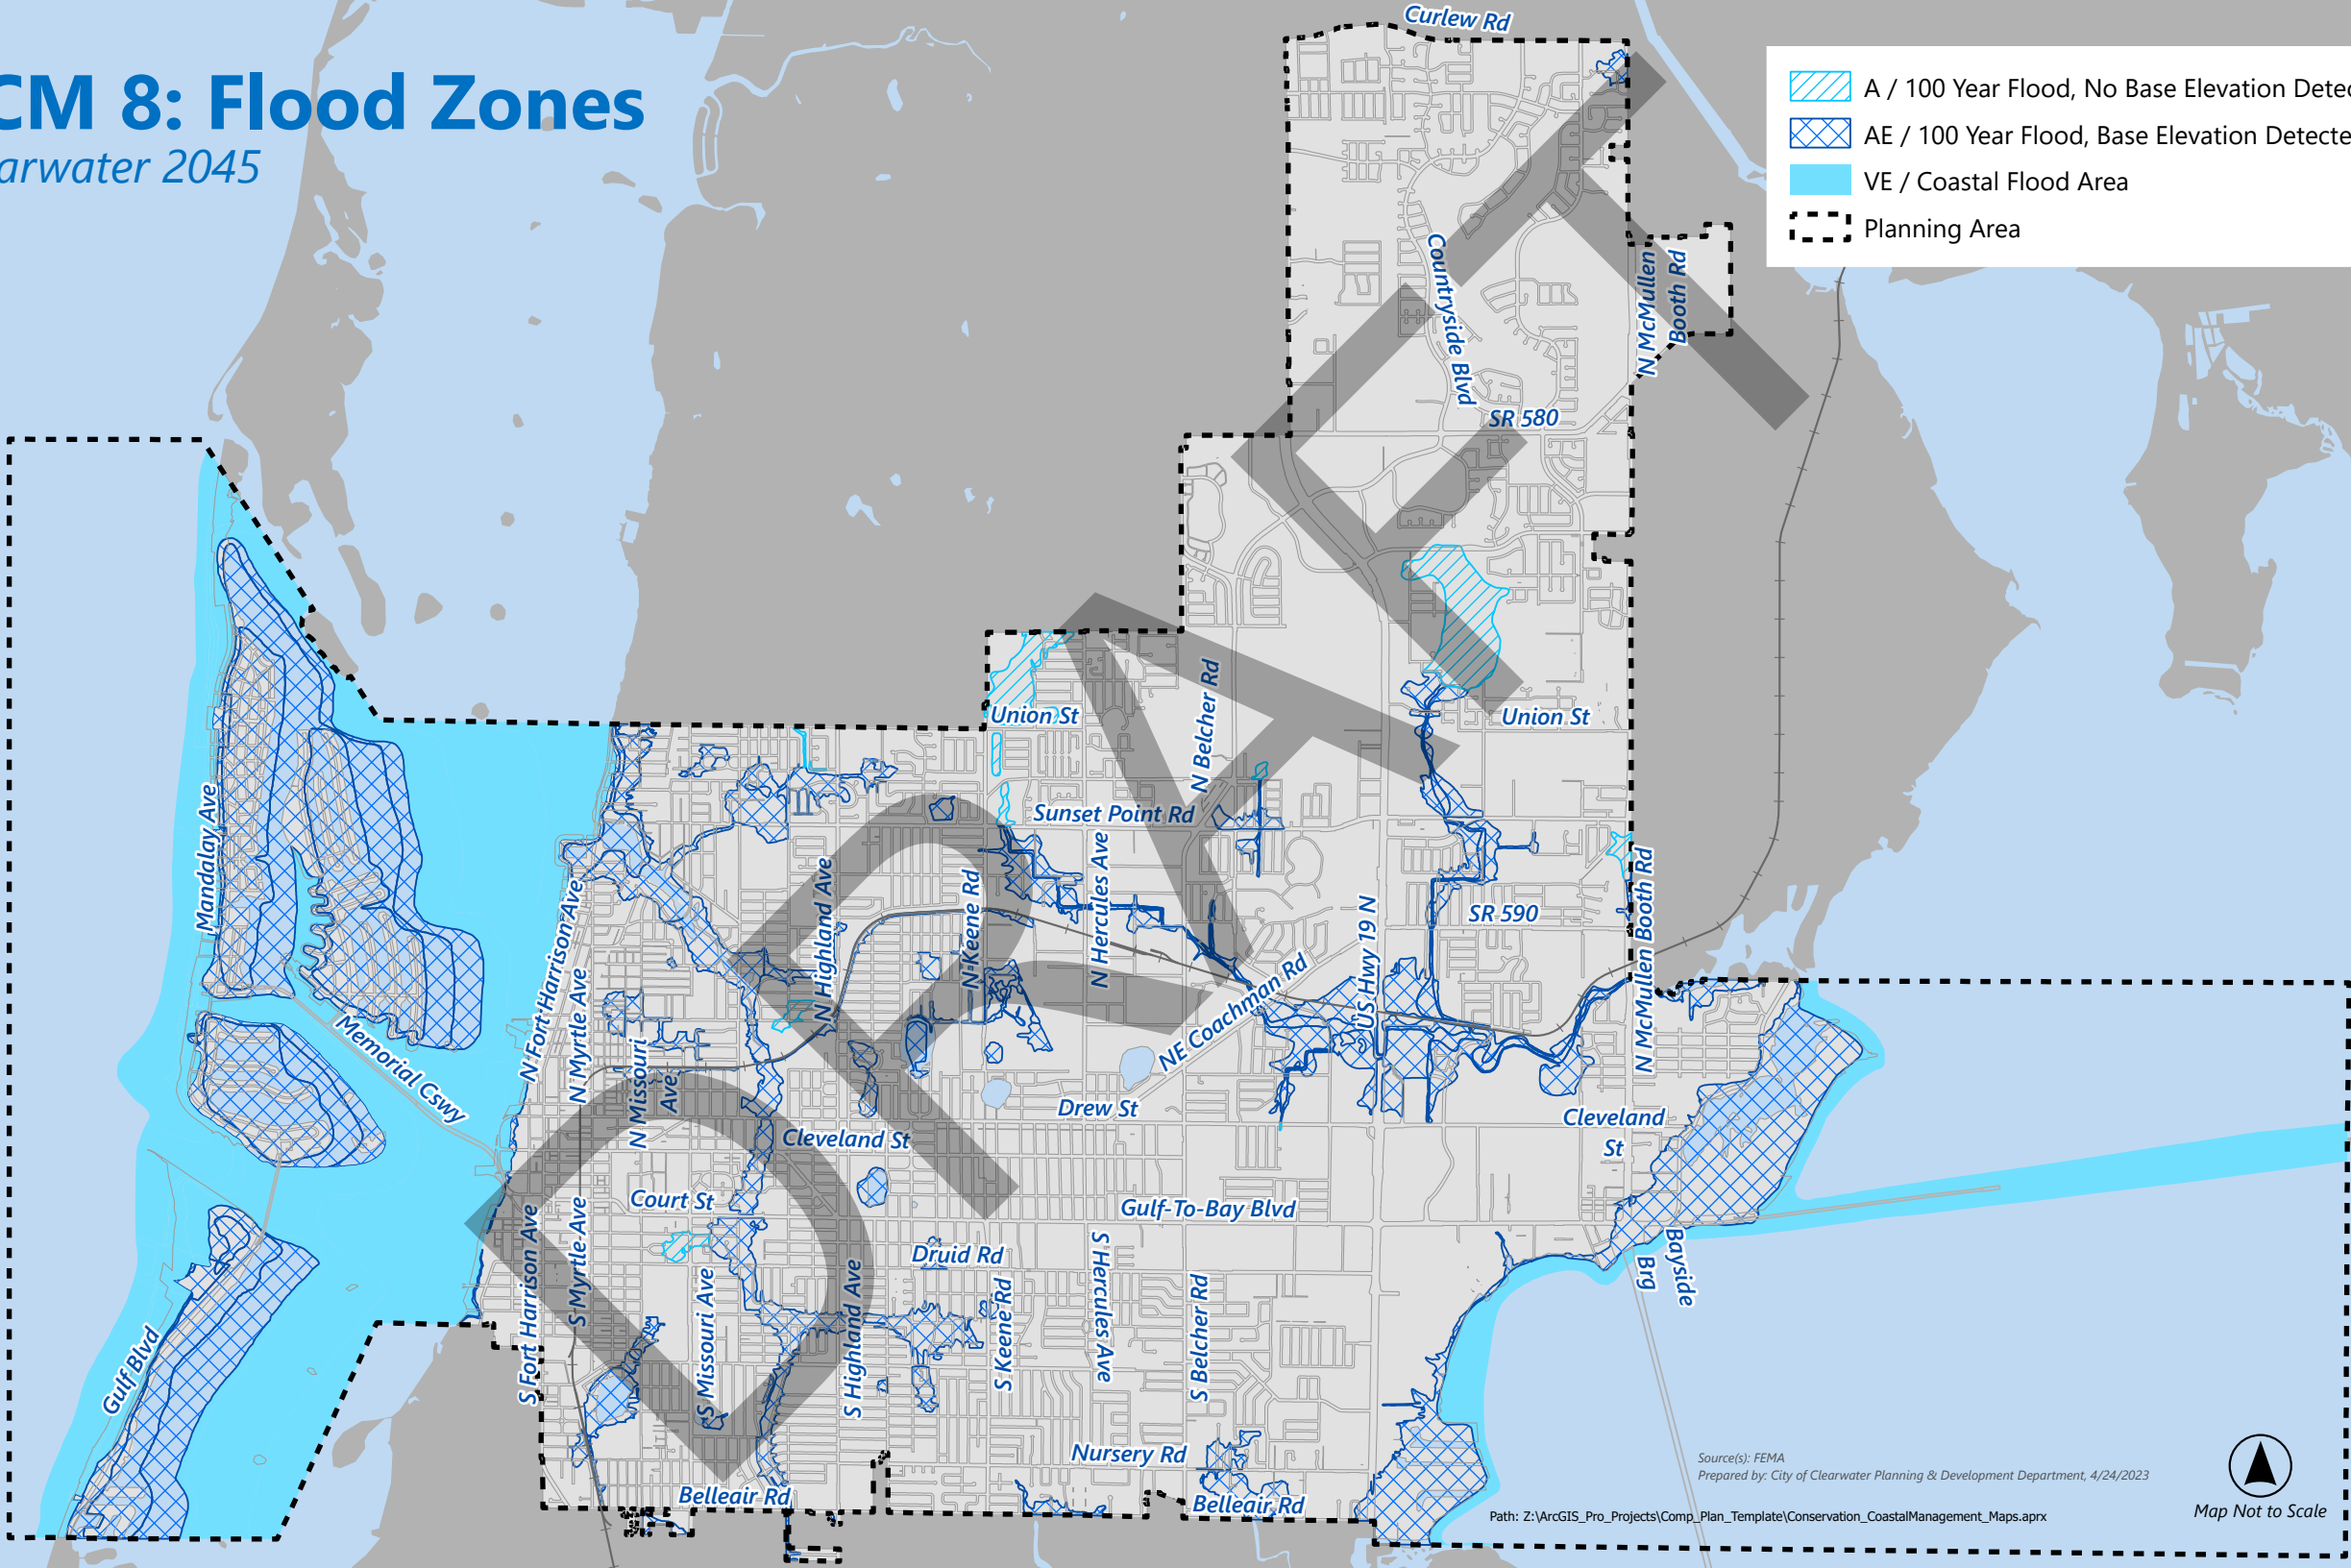 CM 8: Flood Zones
arwater 2045
A / 100 Year Flood, No Base Elevation Detec
AE / 100 Year Flood, Base Elevation Detecte
VE / Coastal Flood Area
Planning Area
Curlew Rd
Countryside Blvd
N McMullen
Booth Rd
SR 580
Union St
Union St
N Belcher Rd
Sunset Point Rd
Mandalay Ave
N Highland Ave
N Keene Rd
N Hercules Ave
SR 590
US Hwy 19 N
N McMullen Booth Rd
N Fort Harrison Ave
N Myrtle Ave
N Missouri
Ave
NE Coachman Rd
Memorial Cswy
Drew St
Cleveland St
Cleveland
St
Court St
Gulf-To-Bay Blvd
Druid Rd
S Fort Harrison Ave
S Myrtle Ave
S Missouri Ave
S Highland Ave
S Keene Rd
S Hercules Ave
S Belcher Rd
Bayside
Brg
Gulf Blvd
Nursery Rd
Belleair Rd
Belleair Rd
DRAFT
Source(s): FEMA
Prepared by: City of Clearwater Planning & Development Department, 4/24/2023
Path: Z:\ArcGIS_Pro_Projects\Comp_Plan_Template\Conservation_CoastalManagement_Maps.aprx
Map Not to Scale